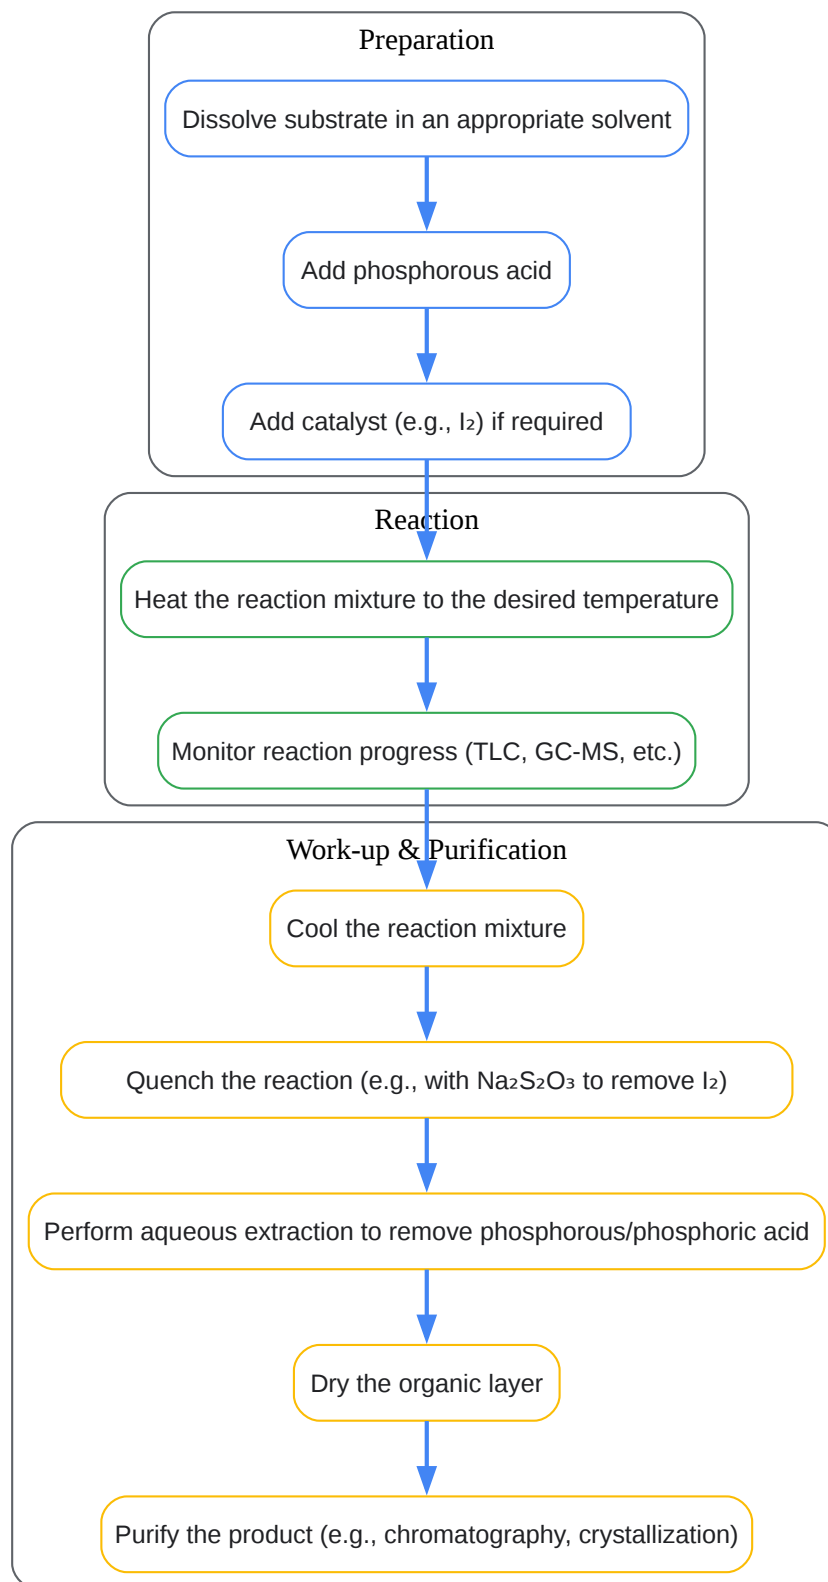 Preparation
Dissolve substrate in an appropriate solvent
Add phosphorous acid
Add catalyst (e.g., I₂) if required
Reaction
Heat the reaction mixture to the desired temperature
Monitor reaction progress (TLC, GC-MS, etc.)
Work-up & Purification
Cool the reaction mixture
Quench the reaction (e.g., with Na₂S₂O₃ to remove I₂)
Perform aqueous extraction to remove phosphorous/phosphoric acid
Dry the organic layer
Purify the product (e.g., chromatography, crystallization)